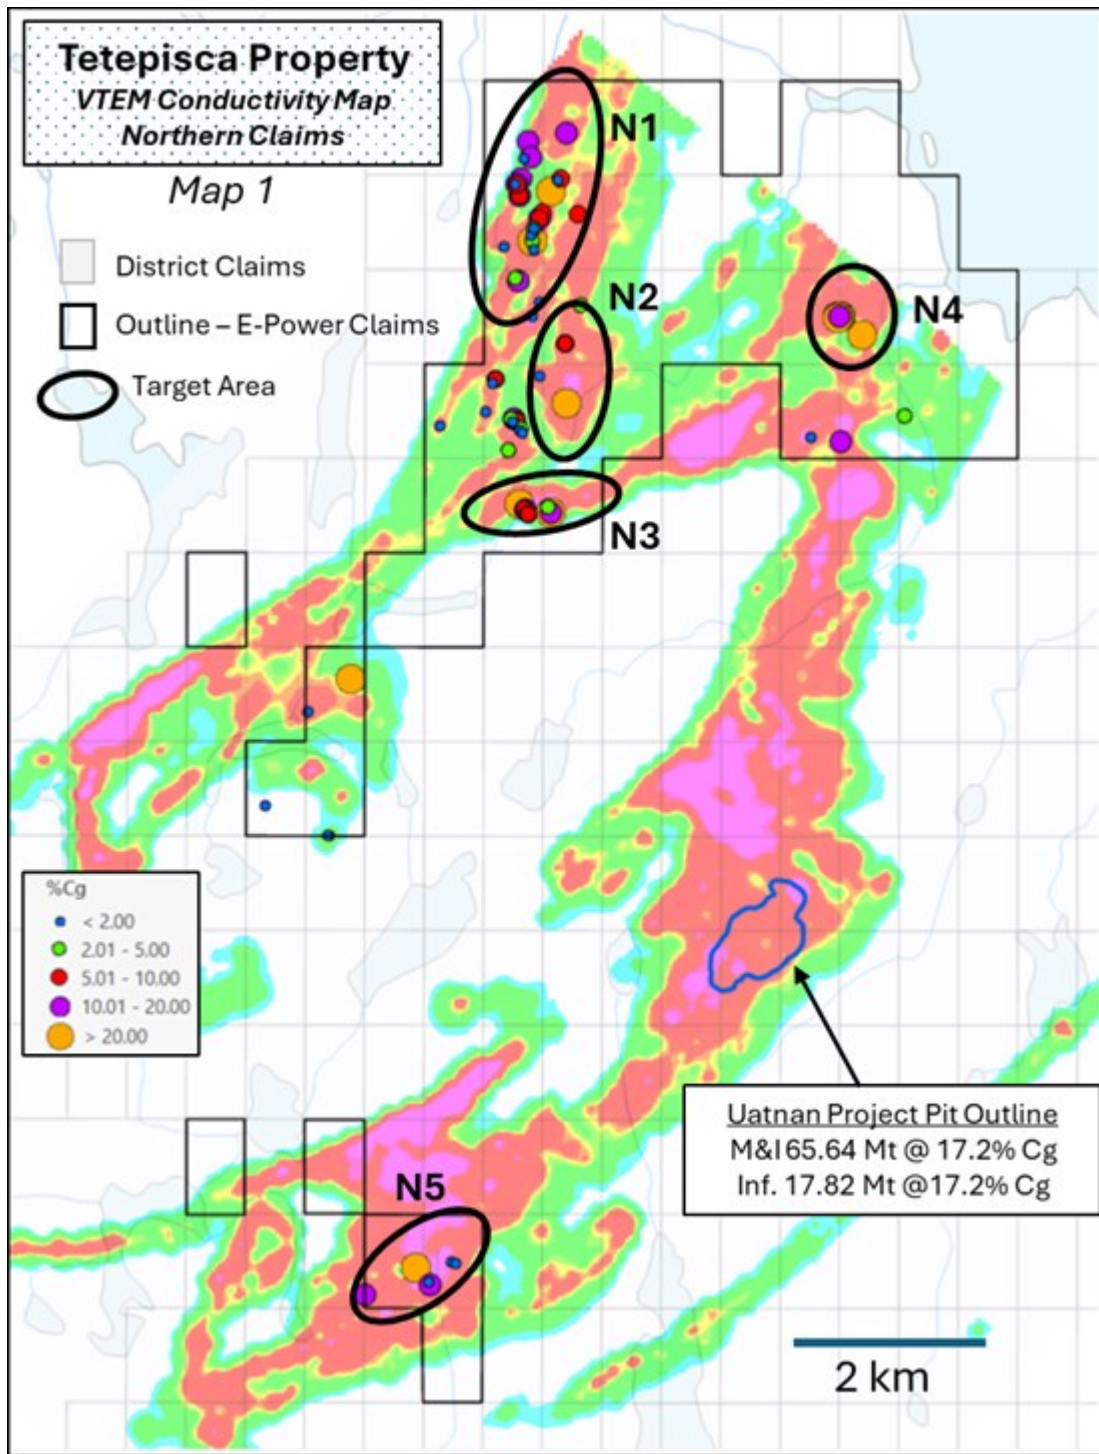 Tetepisca Property
VTEM Conductivity Map
Northern Claims
Map 1
District Claims
Outline – E-Power Claims
Target Area
N1
N2
N4
N3
%Cg
< 2.00
2.01 - 5.00
5.01 - 10.00
10.01 - 20.00
> 20.00
Uatnan Project Pit Outline
M&I 65.64 Mt @ 17.2% Cg
Inf. 17.82 Mt @17.2% Cg
N5
2 km